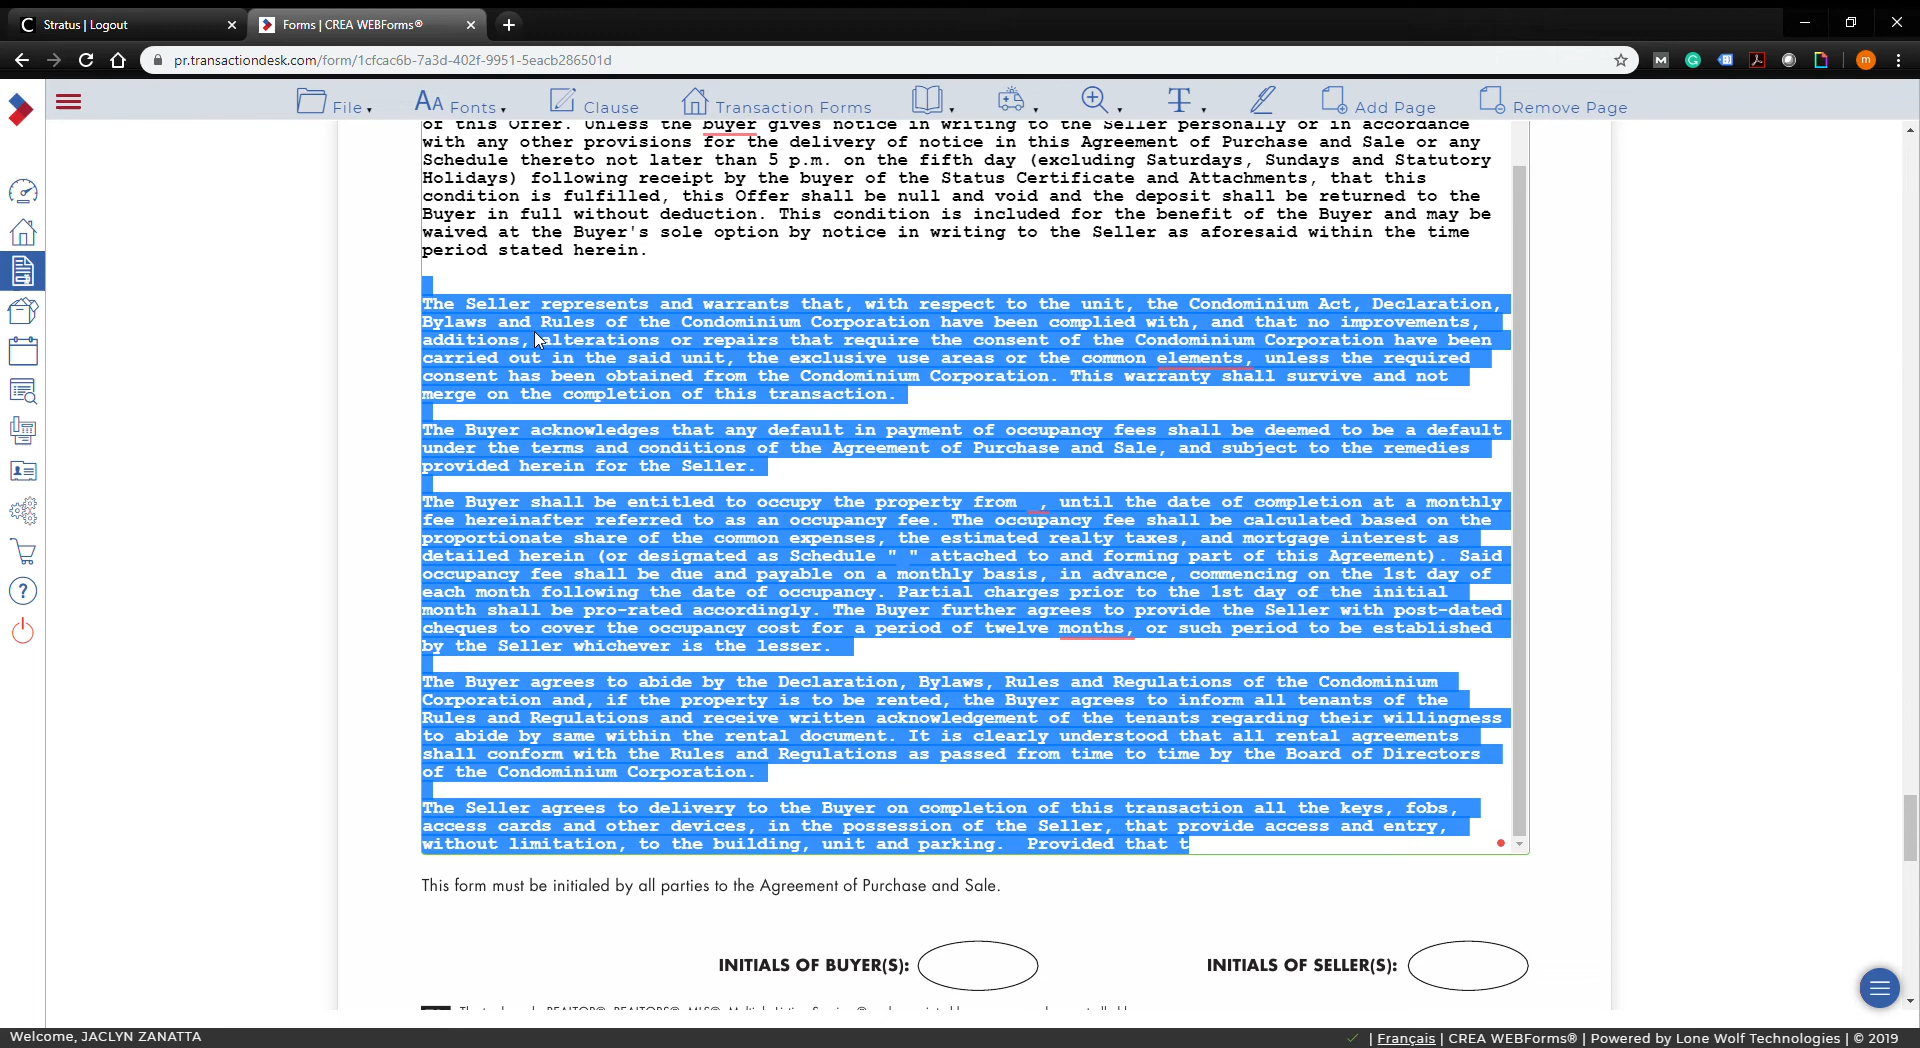 Stratus | Logout
Forms | CREA WEBForms®
pr.transactiondesk.com/form/1cfcac6b-7a3d-402f-9951-5eacb286501d
File
Fonts
Clause
Transaction Forms
Add Page
Remove Page
of this Offer. Unless the buyer gives notice in writing to the Seller personally or in accordance
with any other provisions for the delivery of notice in this Agreement of Purchase and Sale or any
Schedule thereto not later than 5 p.m. on the fifth day (excluding Saturdays, Sundays and Statutory
Holidays) following receipt by the buyer of the Status Certificate and Attachments, that this
condition is fulfilled, this Offer shall be null and void and the deposit shall be returned to the
Buyer in full without deduction. This condition is included for the benefit of the Buyer and may be
waived at the Buyer's sole option by notice in writing to the Seller as aforesaid within the time
period stated herein.
The Seller represents and warrants that, with respect to the unit, the Condominium Act, Declaration,
Bylaws and Rules of the Condominium Corporation have been complied with, and that no improvements,
additions, alterations or repairs that require the consent of the Condominium Corporation have been
carried out in the said unit, the exclusive use areas or the common elements, unless the required
consent has been obtained from the Condominium Corporation. This warranty shall survive and not
merge on the completion of this transaction.
The Buyer acknowledges that any default in payment of occupancy fees shall be deemed to be a default
under the terms and conditions of the Agreement of Purchase and Sale, and subject to the remedies
provided herein for the Seller.
The Buyer shall be entitled to occupy the property from  , until the date of completion at a monthly
fee hereinafter referred to as an occupancy fee. The occupancy fee shall be calculated based on the
proportionate share of the common expenses, the estimated realty taxes, and mortgage interest as
detailed herein (or designated as Schedule " " attached to and forming part of this Agreement). Said
occupancy fee shall be due and payable on a monthly basis, in advance, commencing on the 1st day of
each month following the date of occupancy. Partial charges prior to the 1st day of the initial
month shall be pro-rated accordingly. The Buyer further agrees to provide the Seller with post-dated
cheques to cover the occupancy cost for a period of twelve months, or such period to be established
by the Seller whichever is the lesser.
The Buyer agrees to abide by the Declaration, Bylaws, Rules and Regulations of the Condominium
Corporation and, if the property is to be rented, the Buyer agrees to inform all tenants of the
Rules and Regulations and receive written acknowledgement of the tenants regarding their willingness
to abide by same within the rental document. It is clearly understood that all rental agreements
shall conform with the Rules and Regulations as passed from time to time by the Board of Directors
of the Condominium Corporation.
The Seller agrees to delivery to the Buyer on completion of this transaction all the keys, fobs,
access cards and other devices, in the possession of the Seller, that provide access and entry,
without limitation, to the building, unit and parking.  Provided that t
This form must be initialed by all parties to the Agreement of Purchase and Sale.
INITIALS OF BUYER(S):
INITIALS OF SELLER(S):
Welcome, JACLYN ZANATTA
| Français | CREA WEBForms® | Powered by Lone Wolf Technologies | © 2019